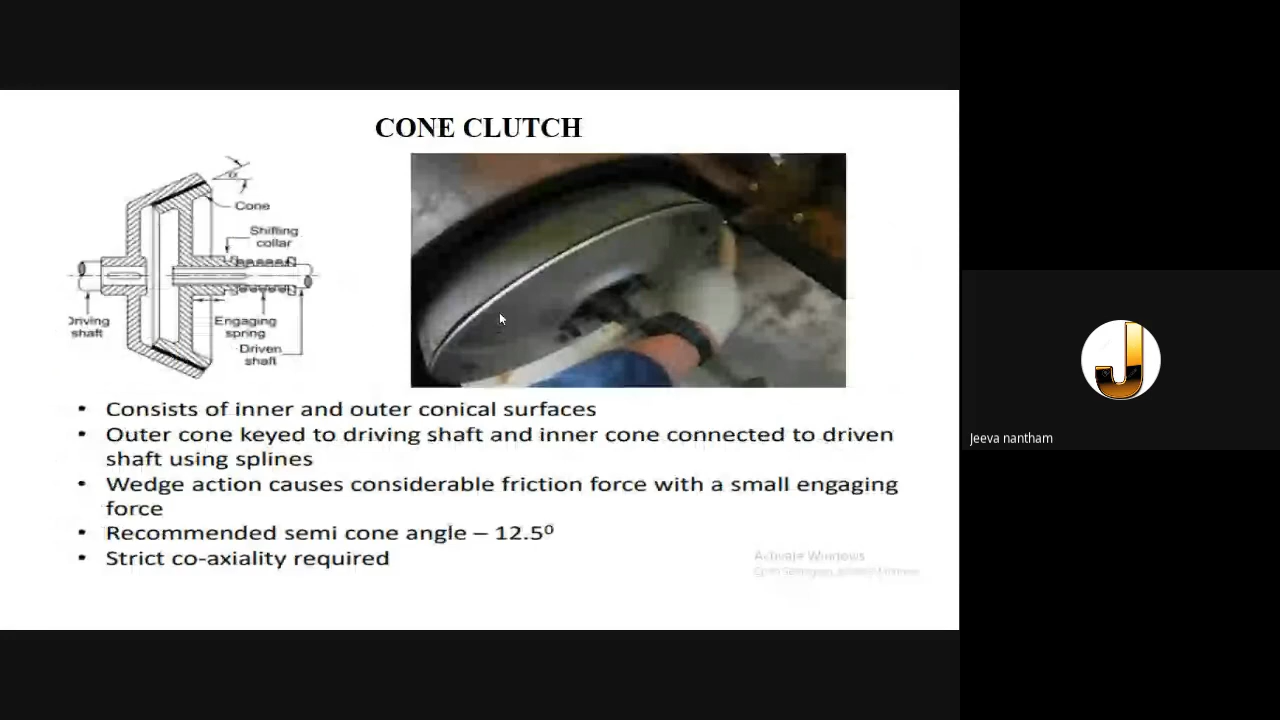 CONE CLUTCH
α
Cone
Shifting
collar
Driving
shaft
Engaging
spring
Driven
shaft
• Consists of inner and outer conical surfaces
• Outer cone keyed to driving shaft and inner cone connected to driven
shaft using splines
• Wedge action causes considerable friction force with a small engaging
force
• Recommended semi cone angle – 12.5⁰
• Strict co-axiality required
Activate Windows
J
Jeeva nantham